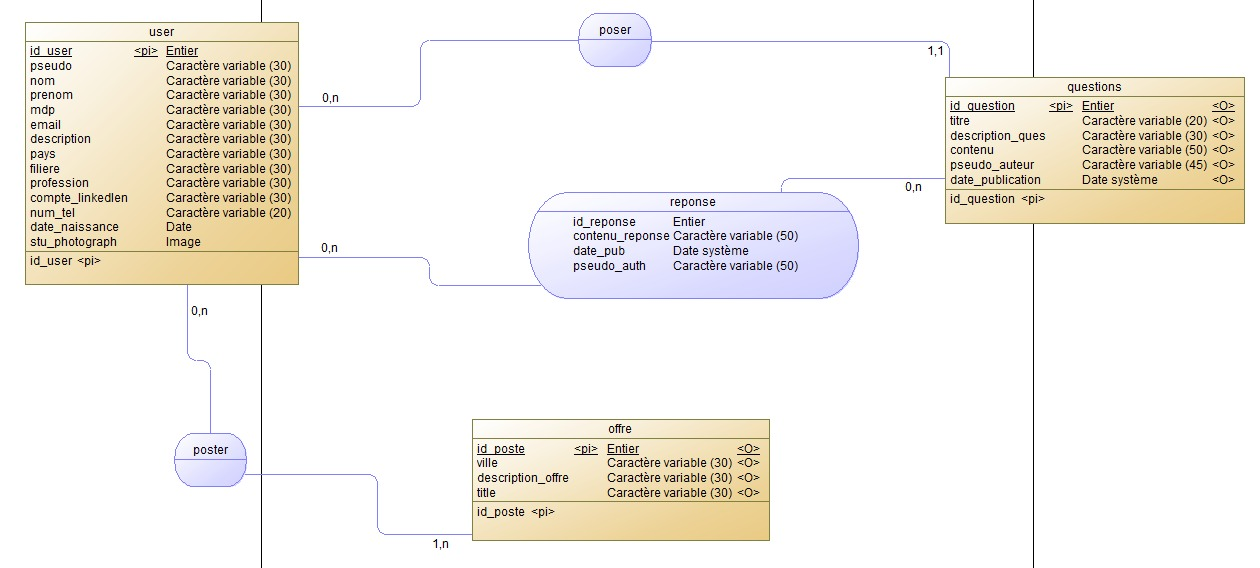 user
id_user <pi> Entier
pseudo Caractère variable (30)
nom Caractère variable (30)
prenom Caractère variable (30)
mdp Caractère variable (30)
email Caractère variable (30)
description Caractère variable (30)
pays Caractère variable (30)
filiere Caractère variable (30)
profession Caractère variable (30)
compte_linkedlen Caractère variable (30)
num_tel Caractère variable (20)
date_naissance Date
stu_photograph Image
id_user <pi>
0,n
poser
1,1
questions
id_question <pi> Entier <O>
titre Caractère variable (20) <O>
description_ques Caractère variable (30) <O>
contenu Caractère variable (50) <O>
pseudo_auteur Caractère variable (45) <O>
date_publication Date système <O>
id_question <pi>
0,n
reponse
id_reponse Entier
contenu_reponse Caractère variable (50)
date_pub Date système
pseudo_auth Caractère variable (50)
0,n
0,n
poster
1,n
offre
id_poste <pi> Entier <O>
ville Caractère variable (30) <O>
description_offre Caractère variable (30) <O>
title Caractère variable (30) <O>
id_poste <pi>